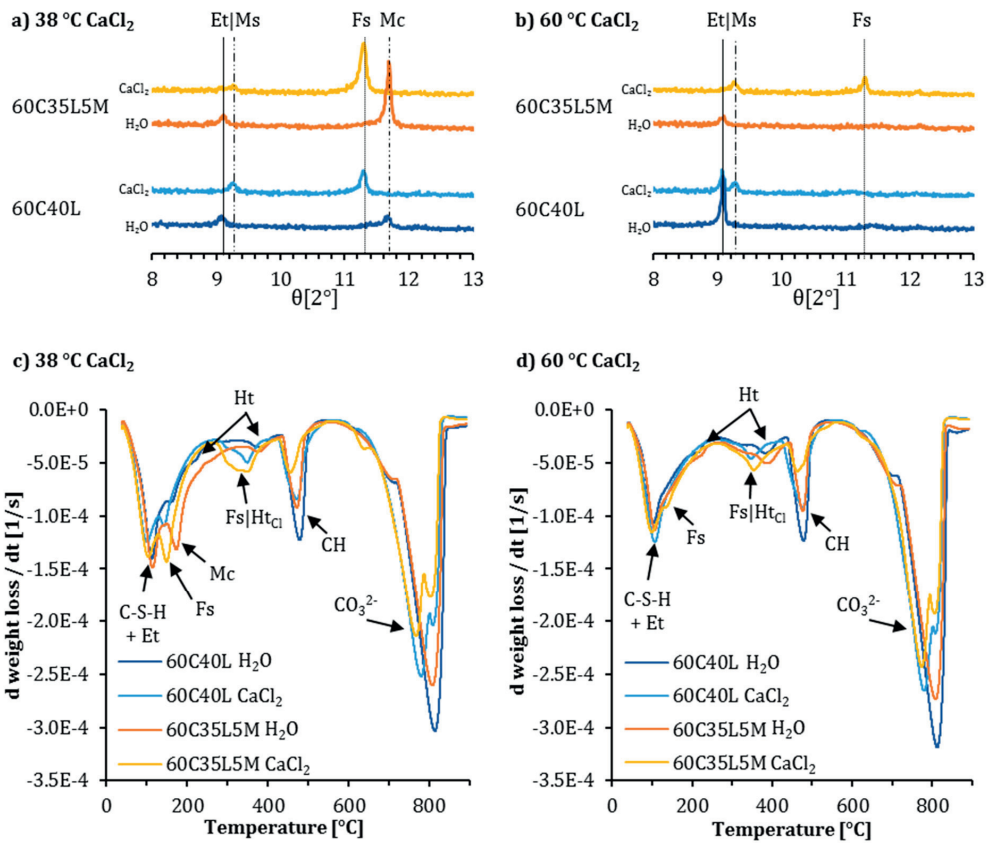 a) 38 °C CaCl₂
Et|Ms Fs Mc
60C35L5M
CaCl₂
H₂O
60C40L
CaCl₂
H₂O
8 9 10 11 12 13
θ[2°]
b) 60 °C CaCl₂
Et|Ms Fs
60C35L5M
CaCl₂
H₂O
60C40L
CaCl₂
H₂O
8 9 10 11 12 13
θ[2°]
c) 38 °C CaCl₂
d weight loss / dt [1/s]
0.0E+0
-5.0E-5
-1.0E-4
-1.5E-4
-2.0E-4
-2.5E-4
-3.0E-4
-3.5E-4
Ht
Fs|Ht_Cl
CH
Mc
Fs
C-S-H
+ Et
CO₃²⁻
60C40L H₂O
60C40L CaCl₂
60C35L5M H₂O
60C35L5M CaCl₂
0 200 400 600 800
Temperature [°C]
d) 60 °C CaCl₂
d weight loss / dt [1/s]
0.0E+0
-5.0E-5
-1.0E-4
-1.5E-4
-2.0E-4
-2.5E-4
-3.0E-4
-3.5E-4
Ht
Fs|Ht_Cl
CH
Fs
C-S-H
+ Et
CO₃²⁻
60C40L H₂O
60C40L CaCl₂
60C35L5M H₂O
60C35L5M CaCl₂
0 200 400 600 800
Temperature [°C]